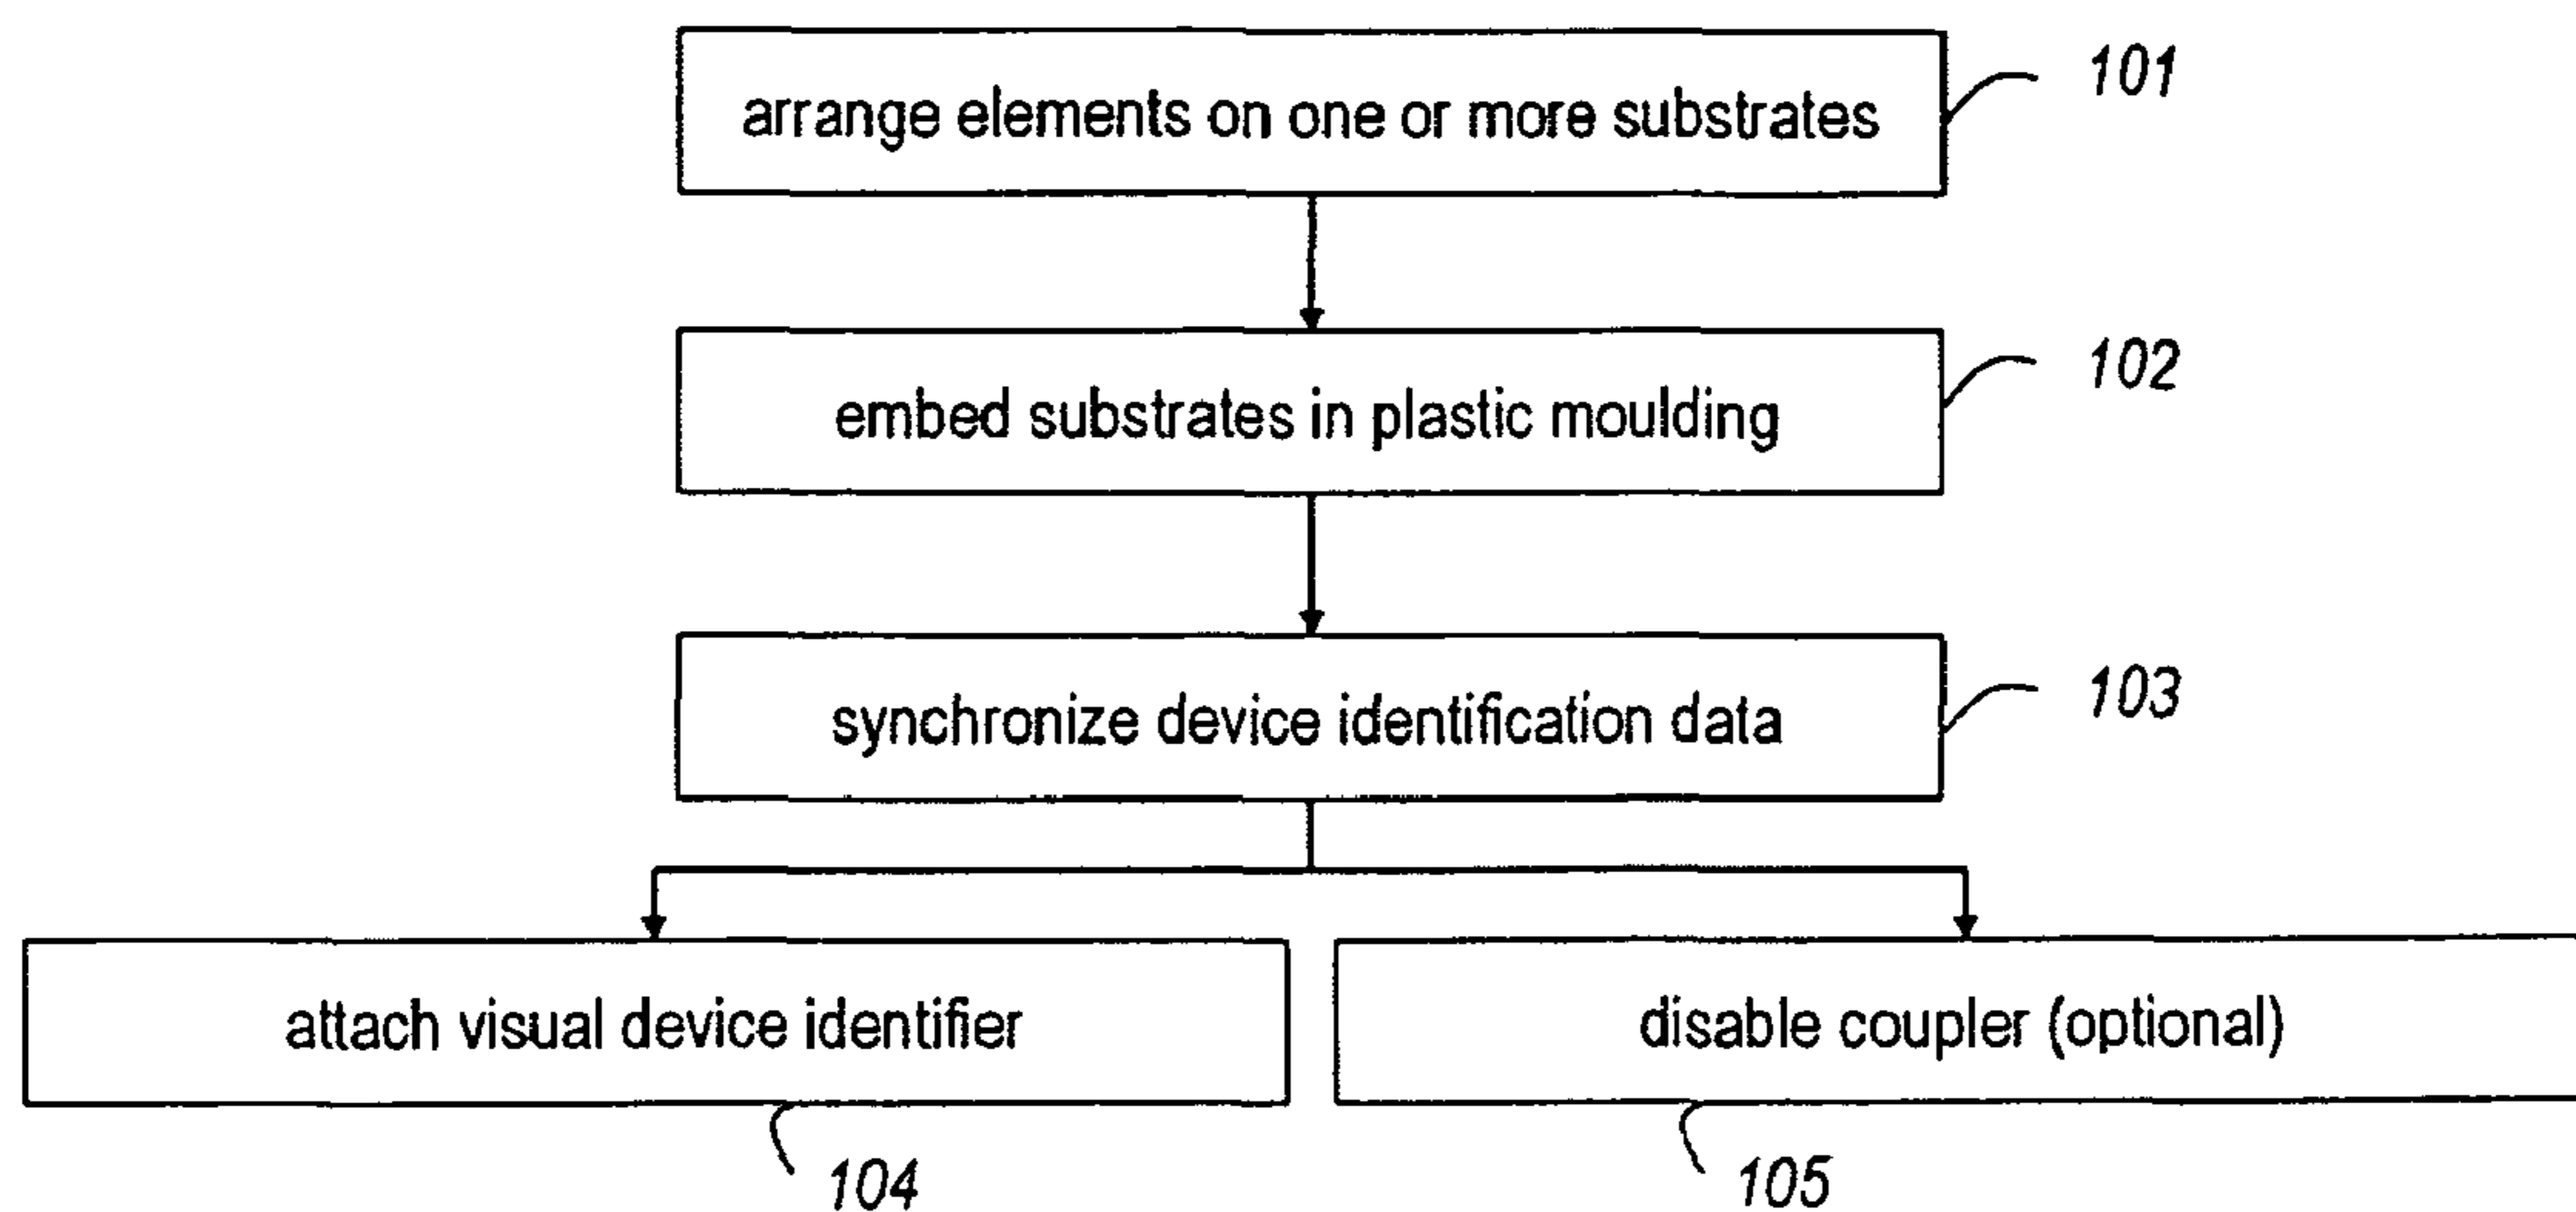 arrange elements on one or more substrates
101
embed substrates in plastic moulding
102
synchronize device identification data
103
attach visual device identifier
disable coupler (optional)
104
105